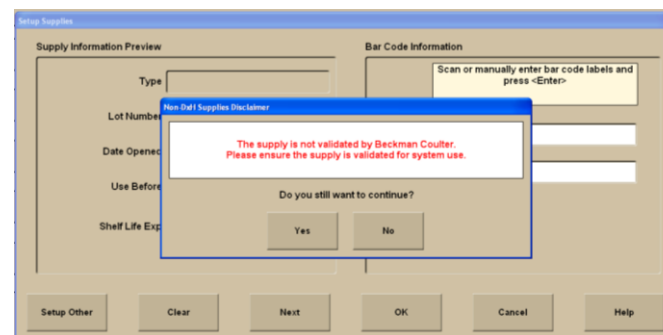 Setup Supplies
Supply Information Preview
Bar Code Information
Scan or manually enter bar code labels and
press <Enter>
Type
Non-DxH Supplies Disclaimer
Lot Number
The supply is not validated by Beckman Coulter.
Please ensure the supply is validated for system use.
Date Opened
Use Before
Do you still want to continue?
Shelf Life Exp
Yes
No
Setup Other
Clear
Next
OK
Cancel
Help